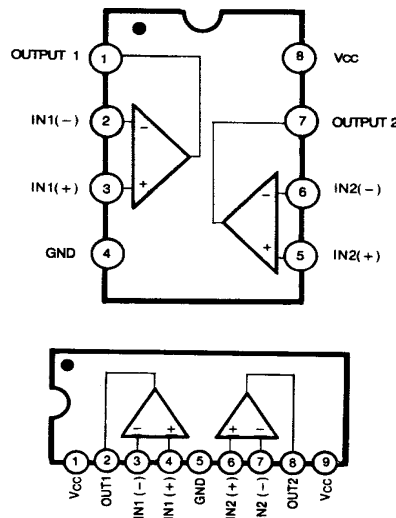 OUTPUT 1
1
8
Vcc
IN1(−)
2
−
7
OUTPUT 2
IN1(+)
3
+
−
6
IN2(−)
GND
4
+
5
IN2(+)
− + + −
1 2 3 4 5 6 7 8 9
Vcc
OUT1
IN1 (−)
IN1 (+)
GND
IN2 (+)
IN2 (−)
OUT2
Vcc